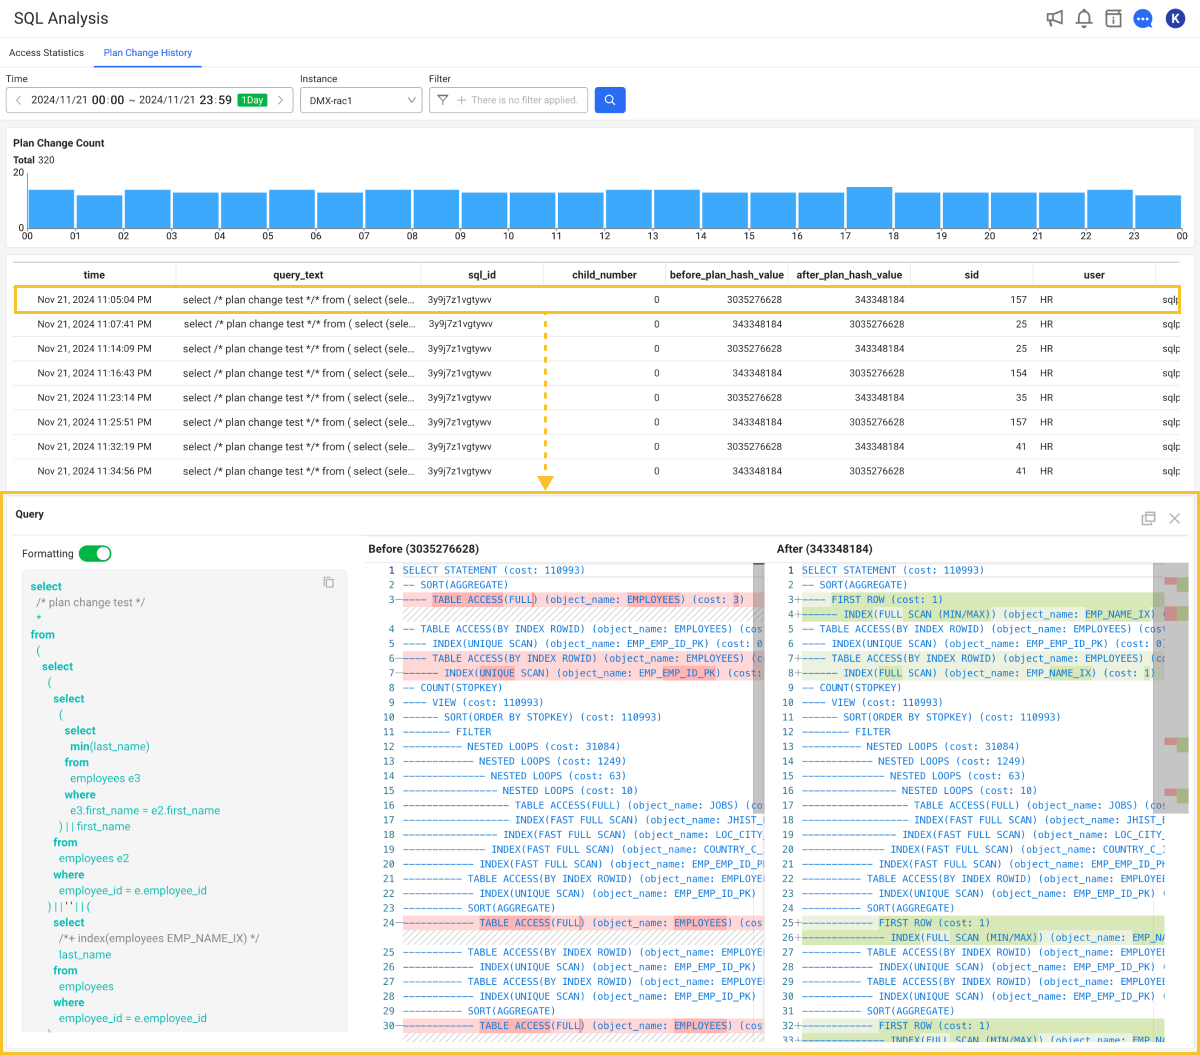 SQL Analysis
K
Access Statistics Plan Change History
Time Instance Filter
2024/11/21 00:00 ~ 2024/11/21 23:59 1Day DMX-rac1 There is no filter applied.
Plan Change Count
Total 320
20
0
00 01 02 03 04 05 06 07 08 09 10 11 12 13 14 15 16 17 18 19 20 21 22 23 00
time query_text sql_id child_number before_plan_hash_value after_plan_hash_value sid user
Nov 21, 2024 11:05:04 PM select /* plan change test */* from ( select (sele... 3y9j7z1vgtywv 0 3035276628 343348184 157 HR sqlp
Nov 21, 2024 11:07:41 PM select /* plan change test */* from ( select (sele... 3y9j7z1vgtywv 0 343348184 3035276628 25 HR sqlp
Nov 21, 2024 11:14:09 PM select /* plan change test */* from ( select (sele... 3y9j7z1vgtywv 0 3035276628 343348184 25 HR sqlp
Nov 21, 2024 11:16:43 PM select /* plan change test */* from ( select (sele... 3y9j7z1vgtywv 0 343348184 3035276628 154 HR sqlp
Nov 21, 2024 11:23:14 PM select /* plan change test */* from ( select (sele... 3y9j7z1vgtywv 0 3035276628 343348184 35 HR sqlp
Nov 21, 2024 11:25:51 PM select /* plan change test */* from ( select (sele... 3y9j7z1vgtywv 0 343348184 3035276628 157 HR sqlp
Nov 21, 2024 11:32:19 PM select /* plan change test */* from ( select (sele... 3y9j7z1vgtywv 0 3035276628 343348184 41 HR sqlp
Nov 21, 2024 11:34:56 PM select /* plan change test */* from ( select (sele... 3y9j7z1vgtywv 0 343348184 3035276628 41 HR sqlp
Query
Formatting
select
/* plan change test */
*
from
(
select
(
select
(
select
min(last_name)
from
employees e3
where
e3.first_name = e2.first_name
) || first_name
from
employees e2
where
employee_id = e.employee_id
) || '' || (
select
/*+ index(employees EMP_NAME_IX) */
last_name
from
employees
where
employee_id = e.employee_id
Before (3035276628)
1 SELECT STATEMENT (cost: 110993)
2 -- SORT(AGGREGATE)
3- ---- TABLE ACCESS(FULL) (object_name: EMPLOYEES) (cost: 3)
4 -- TABLE ACCESS(BY INDEX ROWID) (object_name: EMPLOYEES) (cos
5 ---- INDEX(UNIQUE SCAN) (object_name: EMP_EMP_ID_PK) (cost: 0
6- ---- TABLE ACCESS(BY INDEX ROWID) (object_name: EMPLOYEES) (c
7- ------ INDEX(UNIQUE SCAN) (object_name: EMP_EMP_ID_PK) (cost:
8 -- COUNT(STOPKEY)
9 ---- VIEW (cost: 110993)
10 ------ SORT(ORDER BY STOPKEY) (cost: 110993)
11 -------- FILTER
12 ---------- NESTED LOOPS (cost: 31084)
13 ------------ NESTED LOOPS (cost: 1249)
14 -------------- NESTED LOOPS (cost: 63)
15 ---------------- NESTED LOOPS (cost: 10)
16 ------------------ TABLE ACCESS(FULL) (object_name: JOBS) (co
17 ------------------ INDEX(FAST FULL SCAN) (object_name: JHIST_E
18 ---------------- INDEX(FAST FULL SCAN) (object_name: LOC_CITY_
19 -------------- INDEX(FAST FULL SCAN) (object_name: COUNTRY_C_I
20 ------------ INDEX(FAST FULL SCAN) (object_name: EMP_EMP_ID_PK
21 ---------- TABLE ACCESS(BY INDEX ROWID) (object_name: EMPLOYEE
22 ------------ INDEX(UNIQUE SCAN) (object_name: EMP_EMP_ID_PK)
23 ---------- SORT(AGGREGATE)
24- ------------ TABLE ACCESS(FULL) (object_name: EMPLOYEES) (cos
25 ---------- TABLE ACCESS(BY INDEX ROWID) (object_name: EMPLOYEE
26 ------------ INDEX(UNIQUE SCAN) (object_name: EMP_EMP_ID_PK)
27 ---------- TABLE ACCESS(BY INDEX ROWID) (object_name: EMPLOYEE
28 ------------ INDEX(UNIQUE SCAN) (object_name: EMP_EMP_ID_PK)
29 ---------- SORT(AGGREGATE)
30- ------------ TABLE ACCESS(FULL) (object_name: EMPLOYEES) (cos
After (343348184)
1 SELECT STATEMENT (cost: 110993)
2 -- SORT(AGGREGATE)
3+ ---- FIRST ROW (cost: 1)
4+ ------ INDEX(FULL SCAN (MIN/MAX)) (object_name: EMP_NAME_IX)
5 -- TABLE ACCESS(BY INDEX ROWID) (object_name: EMPLOYEES) (cos
6 ---- INDEX(UNIQUE SCAN) (object_name: EMP_EMP_ID_PK) (cost: 0)
7+ ---- TABLE ACCESS(BY INDEX ROWID) (object_name: EMPLOYEES) (c
8+ ------ INDEX(FULL SCAN) (object_name: EMP_NAME_IX) (cost: 1)
9 -- COUNT(STOPKEY)
10 ---- VIEW (cost: 110993)
11 ------ SORT(ORDER BY STOPKEY) (cost: 110993)
12 -------- FILTER
13 ---------- NESTED LOOPS (cost: 31084)
14 ------------ NESTED LOOPS (cost: 1249)
15 -------------- NESTED LOOPS (cost: 63)
16 ---------------- NESTED LOOPS (cost: 10)
17 ------------------ TABLE ACCESS(FULL) (object_name: JOBS) (co
18 ------------------ INDEX(FAST FULL SCAN) (object_name: JHIST_E
19 ---------------- INDEX(FAST FULL SCAN) (object_name: LOC_CITY_
20 -------------- INDEX(FAST FULL SCAN) (object_name: COUNTRY_C_I
21 ------------ INDEX(FAST FULL SCAN) (object_name: EMP_EMP_ID_PK
22 ---------- TABLE ACCESS(BY INDEX ROWID) (object_name: EMPLOYEE
23 ------------ INDEX(UNIQUE SCAN) (object_name: EMP_EMP_ID_PK) (
24 ---------- SORT(AGGREGATE)
25+ ------------ FIRST ROW (cost: 1)
26+ -------------- INDEX(FULL SCAN (MIN/MAX)) (object_name: EMP_NA
27 ---------- TABLE ACCESS(BY INDEX ROWID) (object_name: EMPLOYEE
28 ------------ INDEX(UNIQUE SCAN) (object_name: EMP_EMP_ID_PK) (
29 ---------- TABLE ACCESS(BY INDEX ROWID) (object_name: EMPLOYEE
30 ------------ INDEX(UNIQUE SCAN) (object_name: EMP_EMP_ID_PK) (
31 ---------- SORT(AGGREGATE)
32+ ------------ FIRST ROW (cost: 1)
33+ -------------- INDEX(FULL SCAN (MIN/MAX)) (object_name: EMP_NA